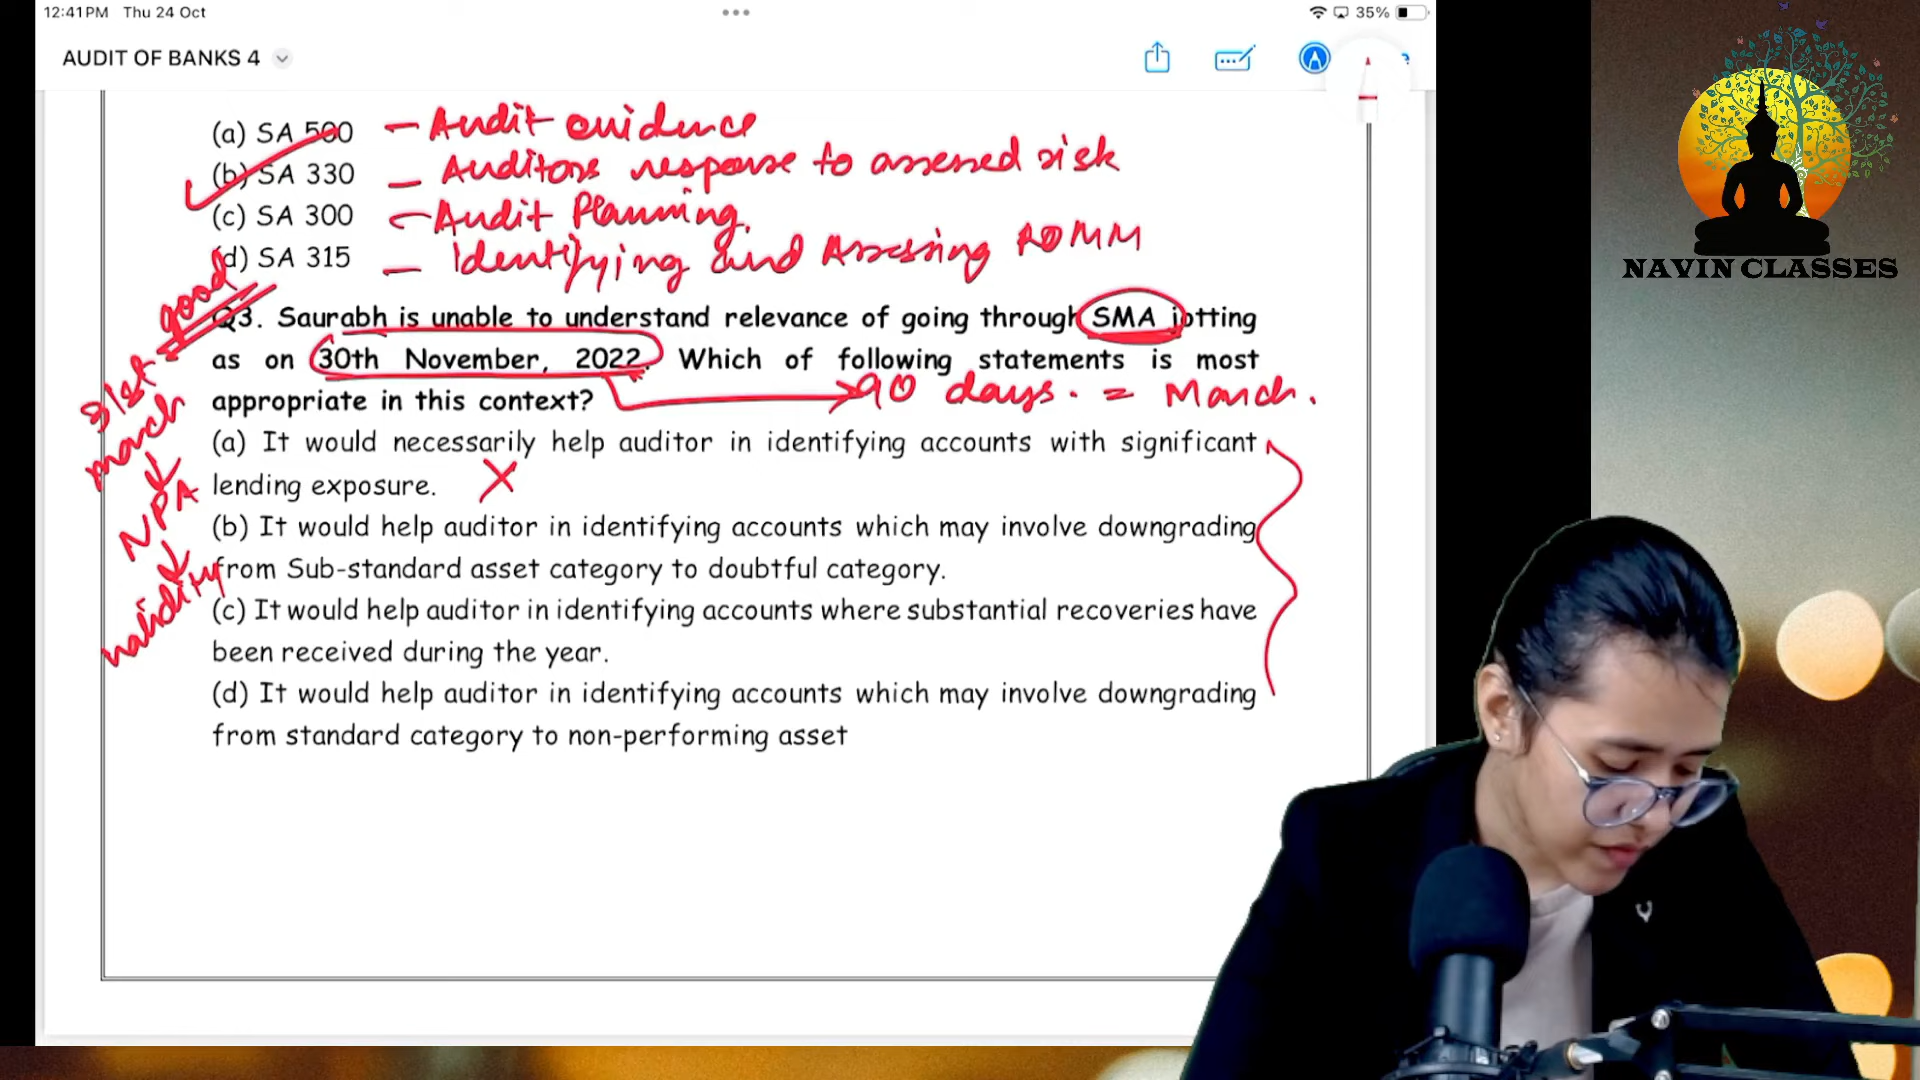 12:41 PM Thu 24 Oct
35%
AUDIT OF BANKS 4
(a) SA 500 – Audit evidence
(b) SA 330 – Auditors response to assessed risk
(c) SA 300 – Audit Planning.
(d) SA 315 – Identifying and Assessing ROMM
good
Q3. Saurabh is unable to understand relevance of going through SMA jotting
as on 30th November, 2022. Which of following statements is most
appropriate in this context?
90 days. = March.
(a) It would necessarily help auditor in identifying accounts with significant
lending exposure. X
(b) It would help auditor in identifying accounts which may involve downgrading
from Sub-standard asset category to doubtful category.
(c) It would help auditor in identifying accounts where substantial recoveries have
been received during the year.
(d) It would help auditor in identifying accounts which may involve downgrading
from standard category to non-performing asset
31st
march
NPA
validity
NAVIN CLASSES